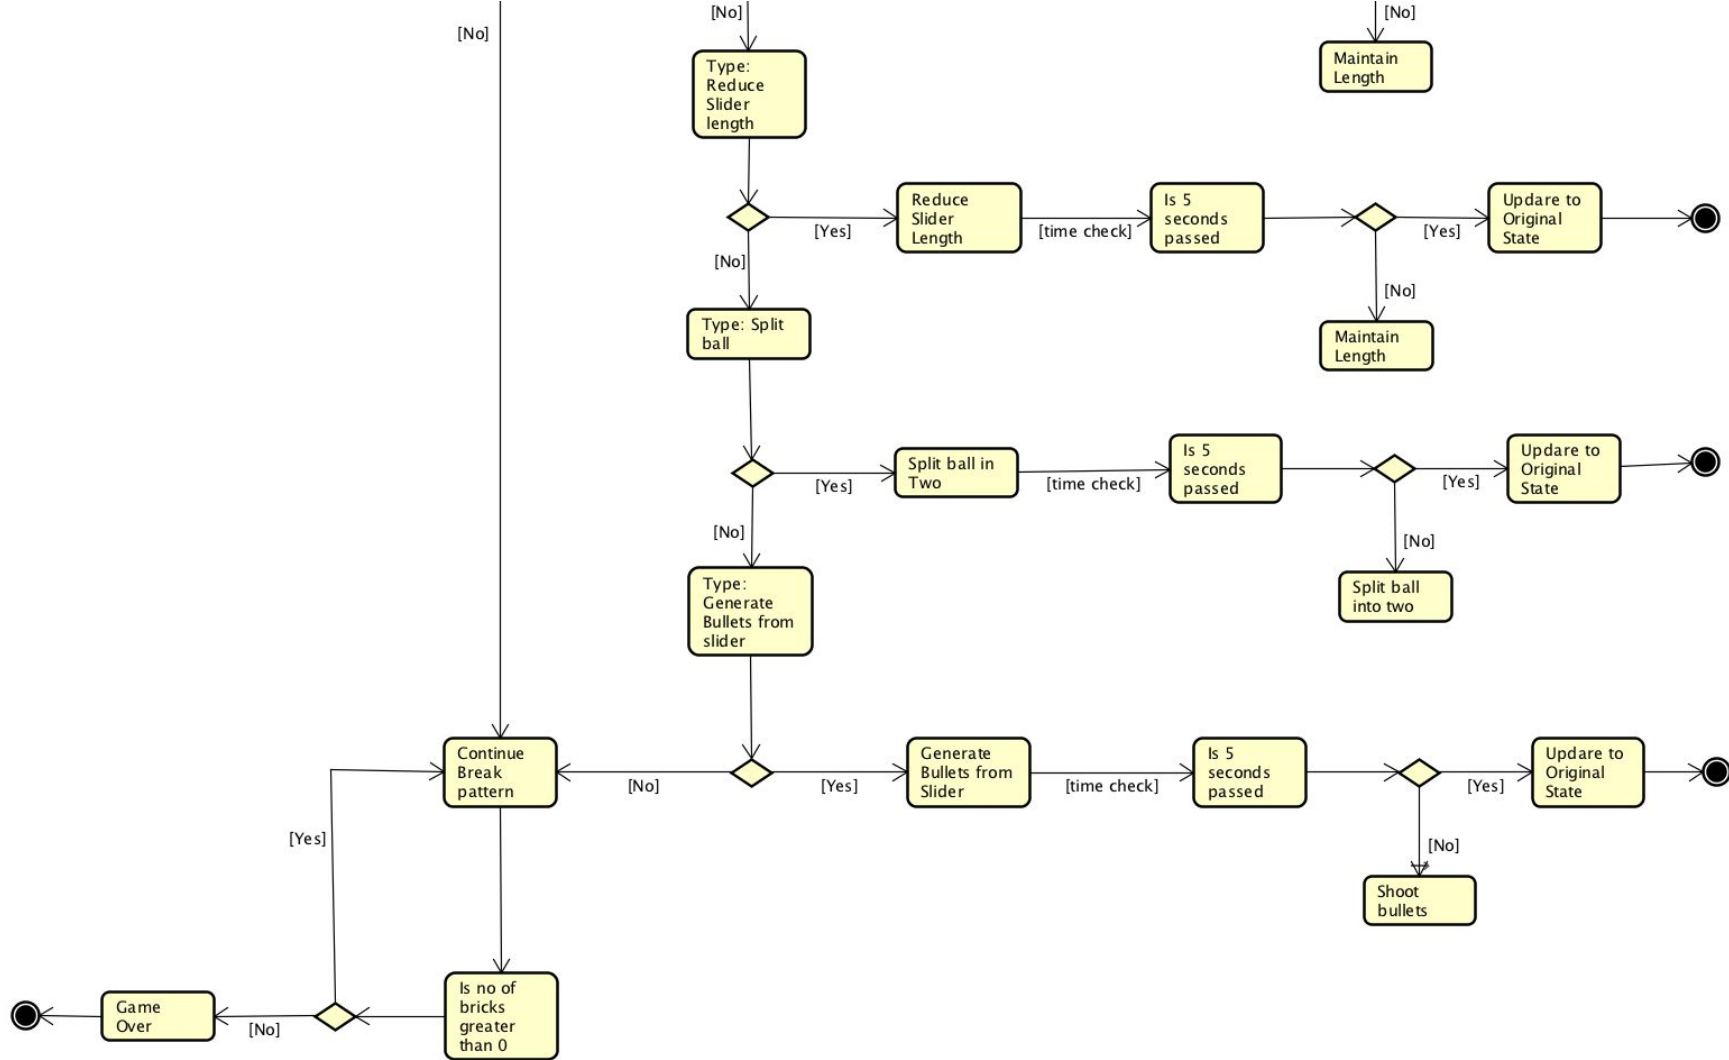 [No]
[No]
[No]
Type:
Reduce
Slider
length
Maintain
Length
Reduce
Slider
Length
Is 5
seconds
passed
Updare to
Original
State
[Yes]
[time check]
[Yes]
[No]
[No]
Type: Split
ball
Maintain
Length
Split ball in
Two
Is 5
seconds
passed
Updare to
Original
State
[Yes]
[time check]
[Yes]
[No]
[No]
Type:
Generate
Bullets from
slider
Split ball
into two
Continue
Break
pattern
Generate
Bullets from
Slider
Is 5
seconds
passed
Updare to
Original
State
[No]
[Yes]
[time check]
[Yes]
[Yes]
[No]
Shoot
bullets
Game
Over
[No]
Is no of
bricks
greater
than 0